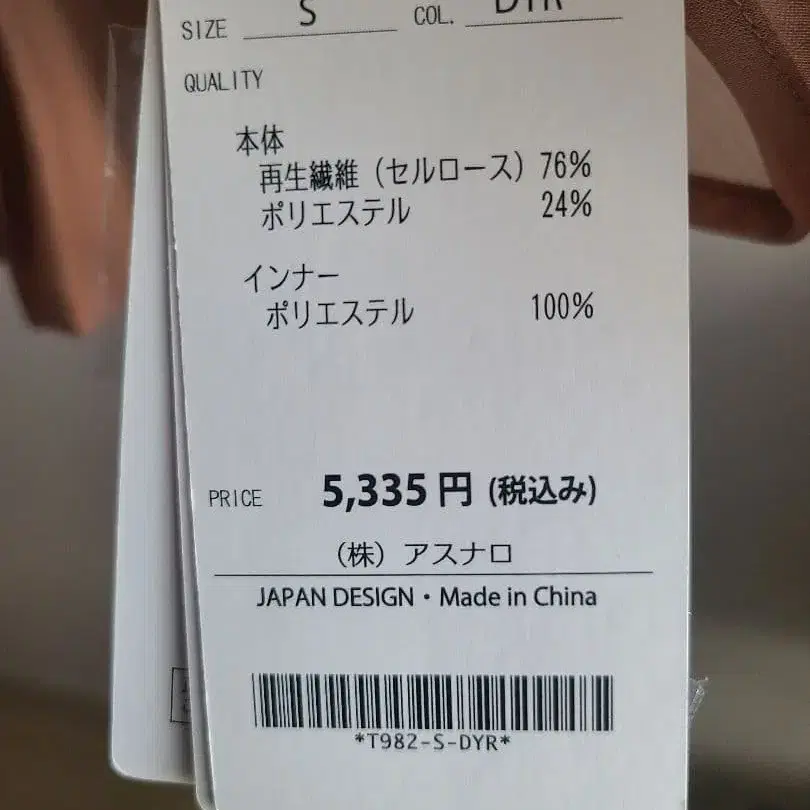 SIZE S COL. DYR
QUALITY
本体
再生繊維（セルロース）76%
ポリエステル 24%
インナー
ポリエステル 100%
PRICE 5,335円 (税込み)
（株）アスナロ
JAPAN DESIGN・Made in China
*T982-S-DYR*